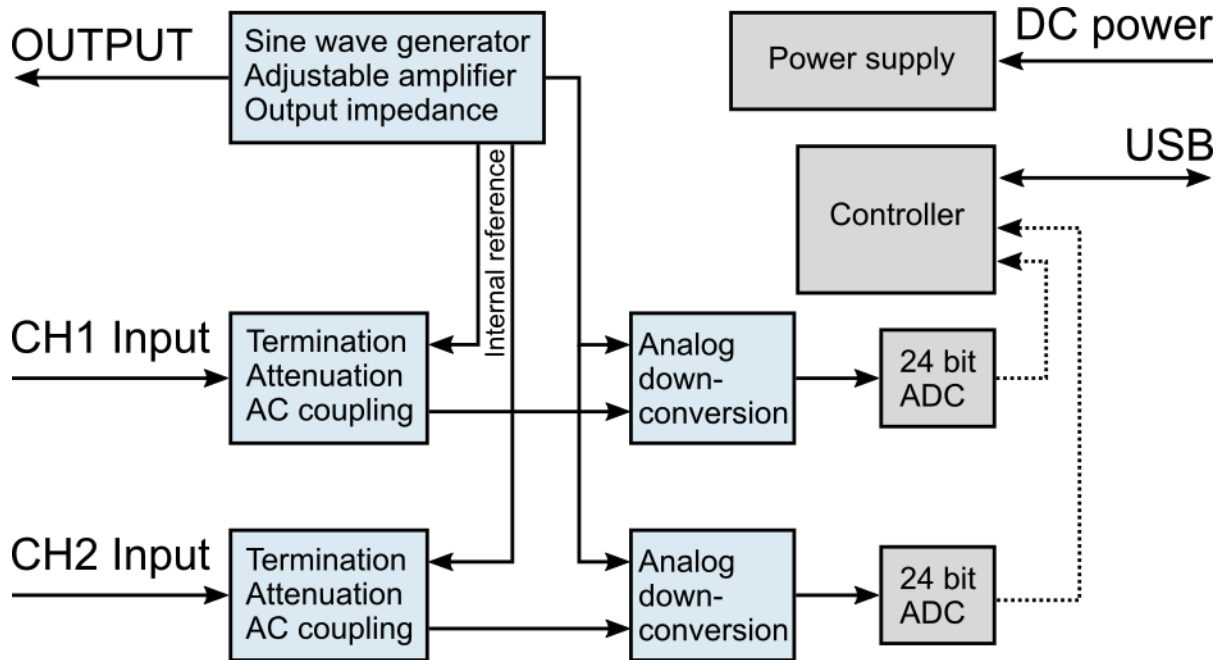 OUTPUT
Sine wave generator
Adjustable amplifier
Output impedance
DC power
Power supply
USB
Controller
Internal reference
CH1 Input
Termination
Attenuation
AC coupling
Analog
down-
conversion
24 bit
ADC
CH2 Input
Termination
Attenuation
AC coupling
Analog
down-
conversion
24 bit
ADC